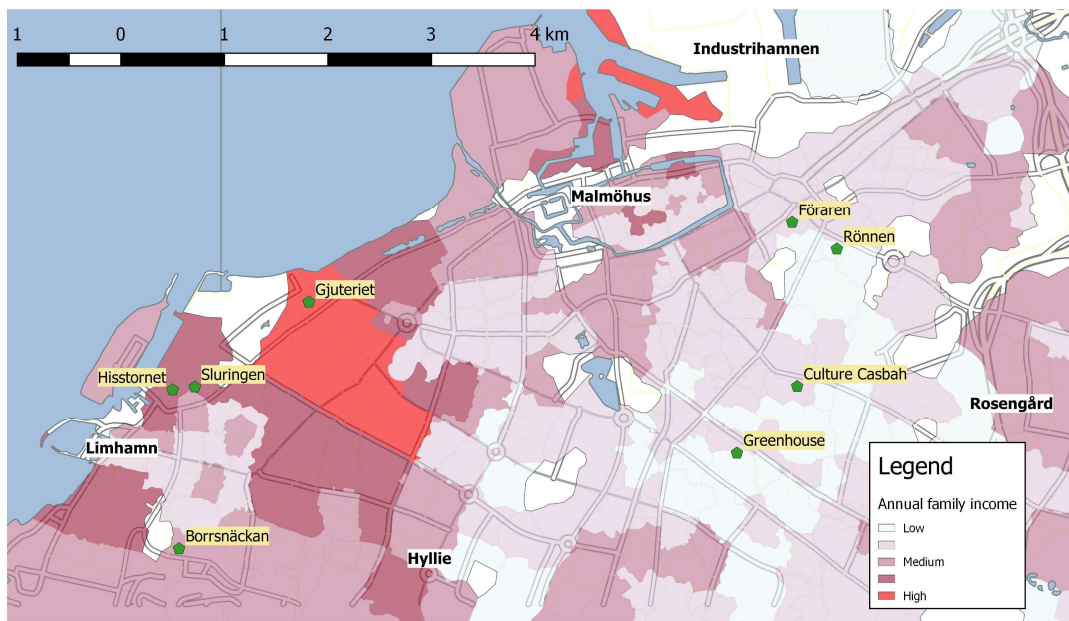 1 0 1 2 3 4 km
Industrihamnen
Malmöhus
Föraren
Rönnen
Gjuteriet
Hisstornet
Sluringen
Culture Casbah
Rosengård
Limhamn
Greenhouse
Borrsnäckan
Hyllie
Legend
Annual family income
Low
Medium
High